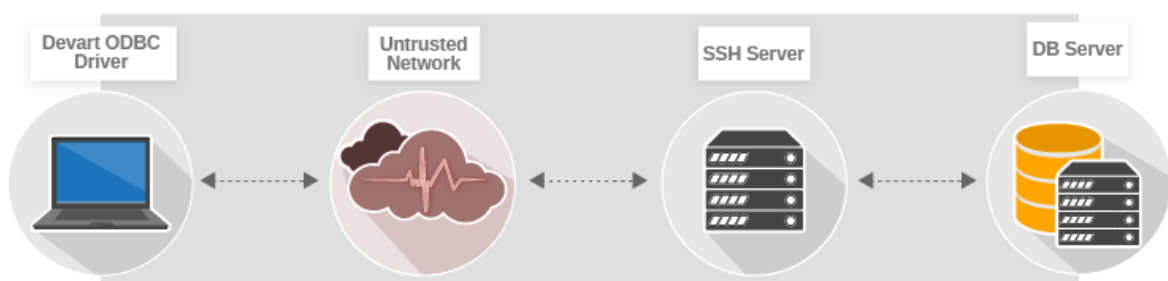 Devart ODBC
Driver
Untrusted
Network
SSH Server
DB Server